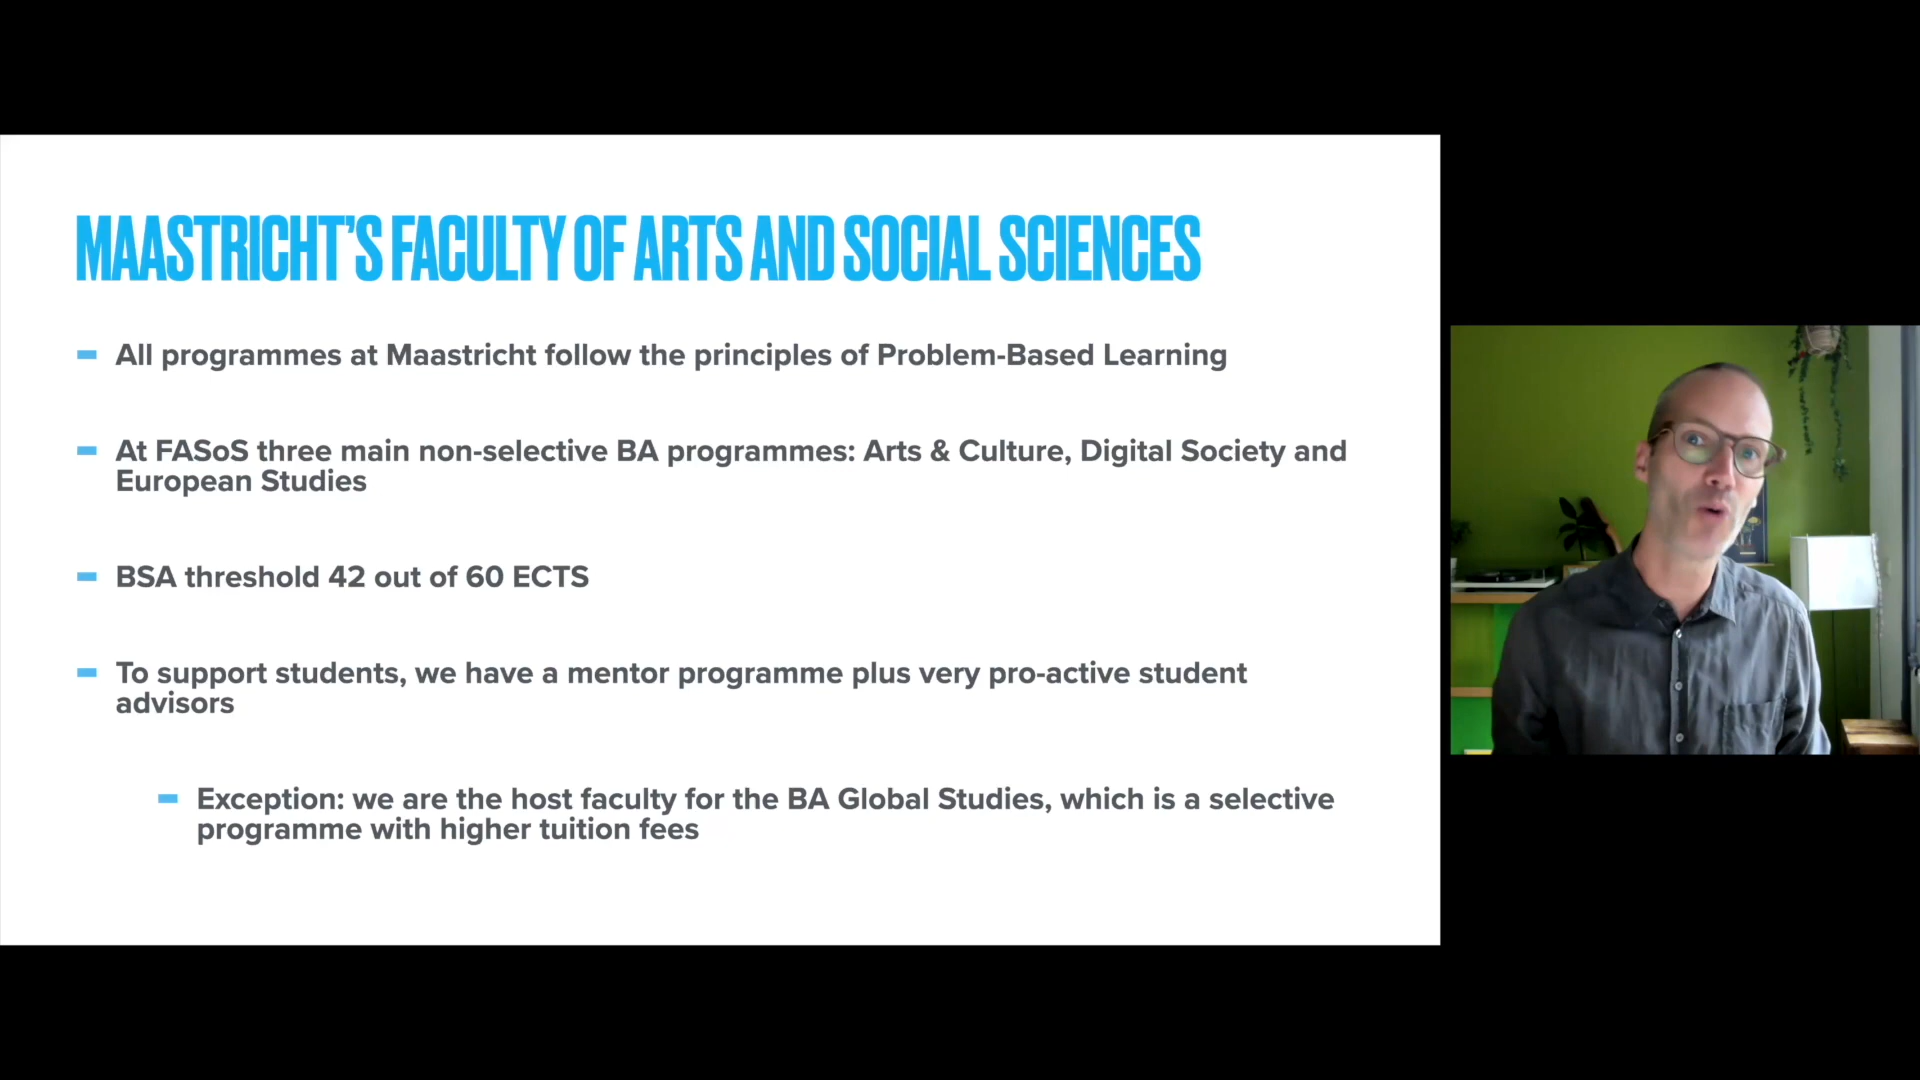 MAASTRICHT'S FACULTY OF ARTS AND SOCIAL SCIENCES
All programmes at Maastricht follow the principles of Problem-Based Learning
At FASoS three main non-selective BA programmes: Arts & Culture, Digital Society and
European Studies
BSA threshold 42 out of 60 ECTS
To support students, we have a mentor programme plus very pro-active student
advisors
Exception: we are the host faculty for the BA Global Studies, which is a selective
programme with higher tuition fees